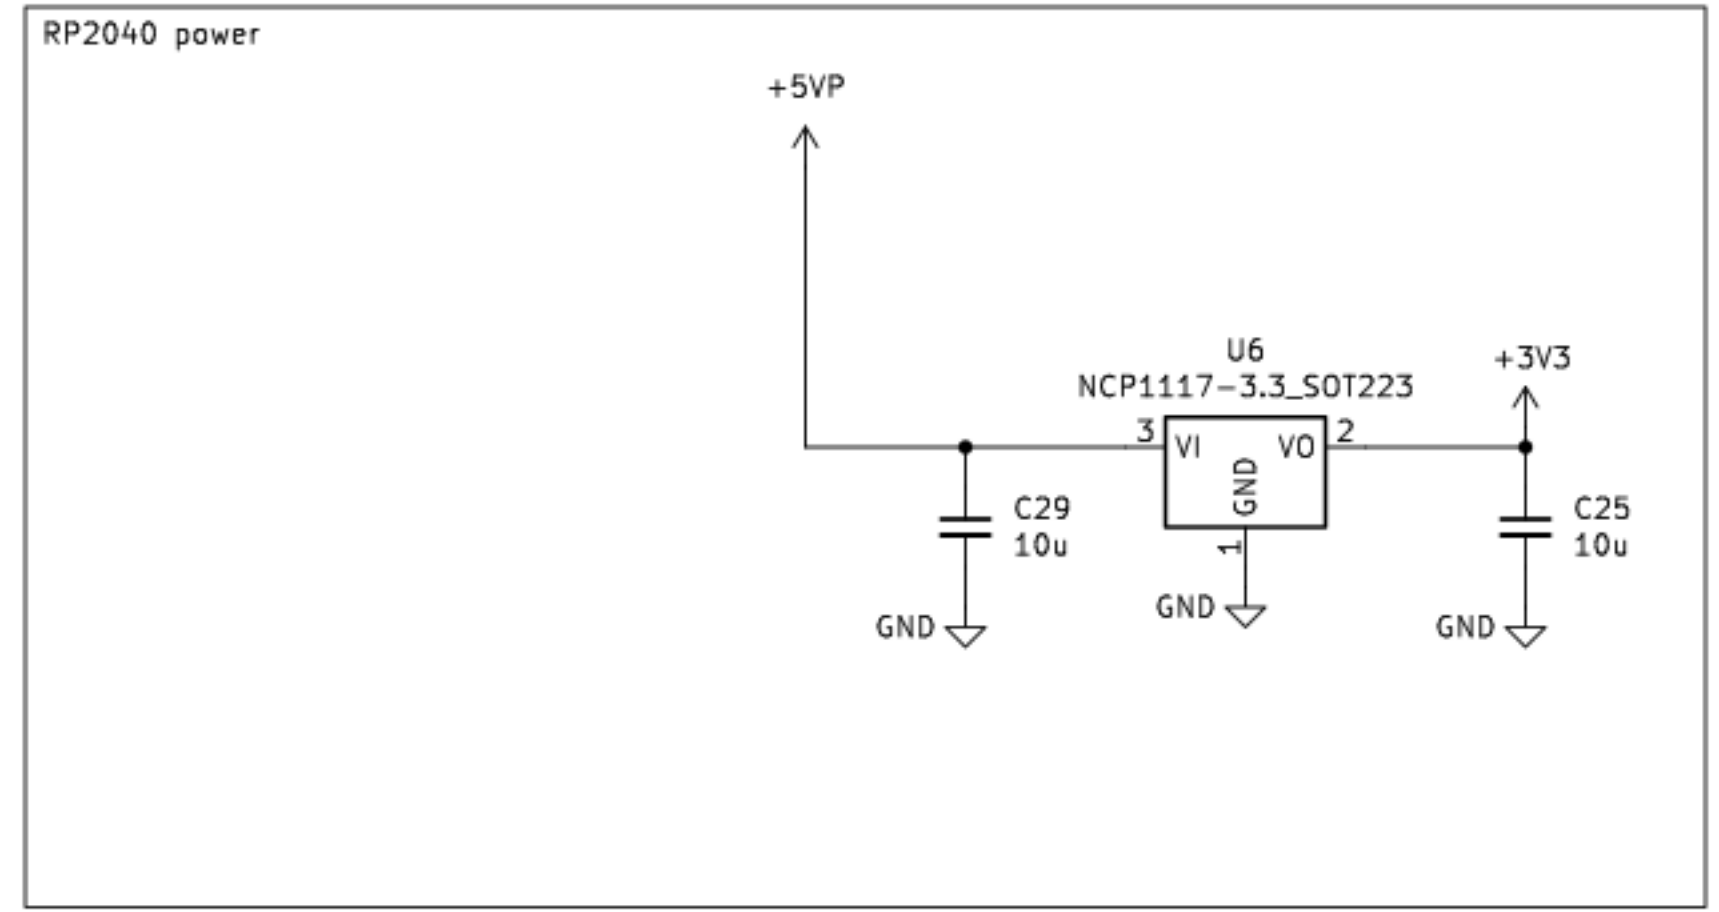 RP2040 power
+5VP
U6
NCP1117-3.3_SOT223
+3V3
3
VI
VO
2
GND
1
C29
10u
C25
10u
GND
GND
GND